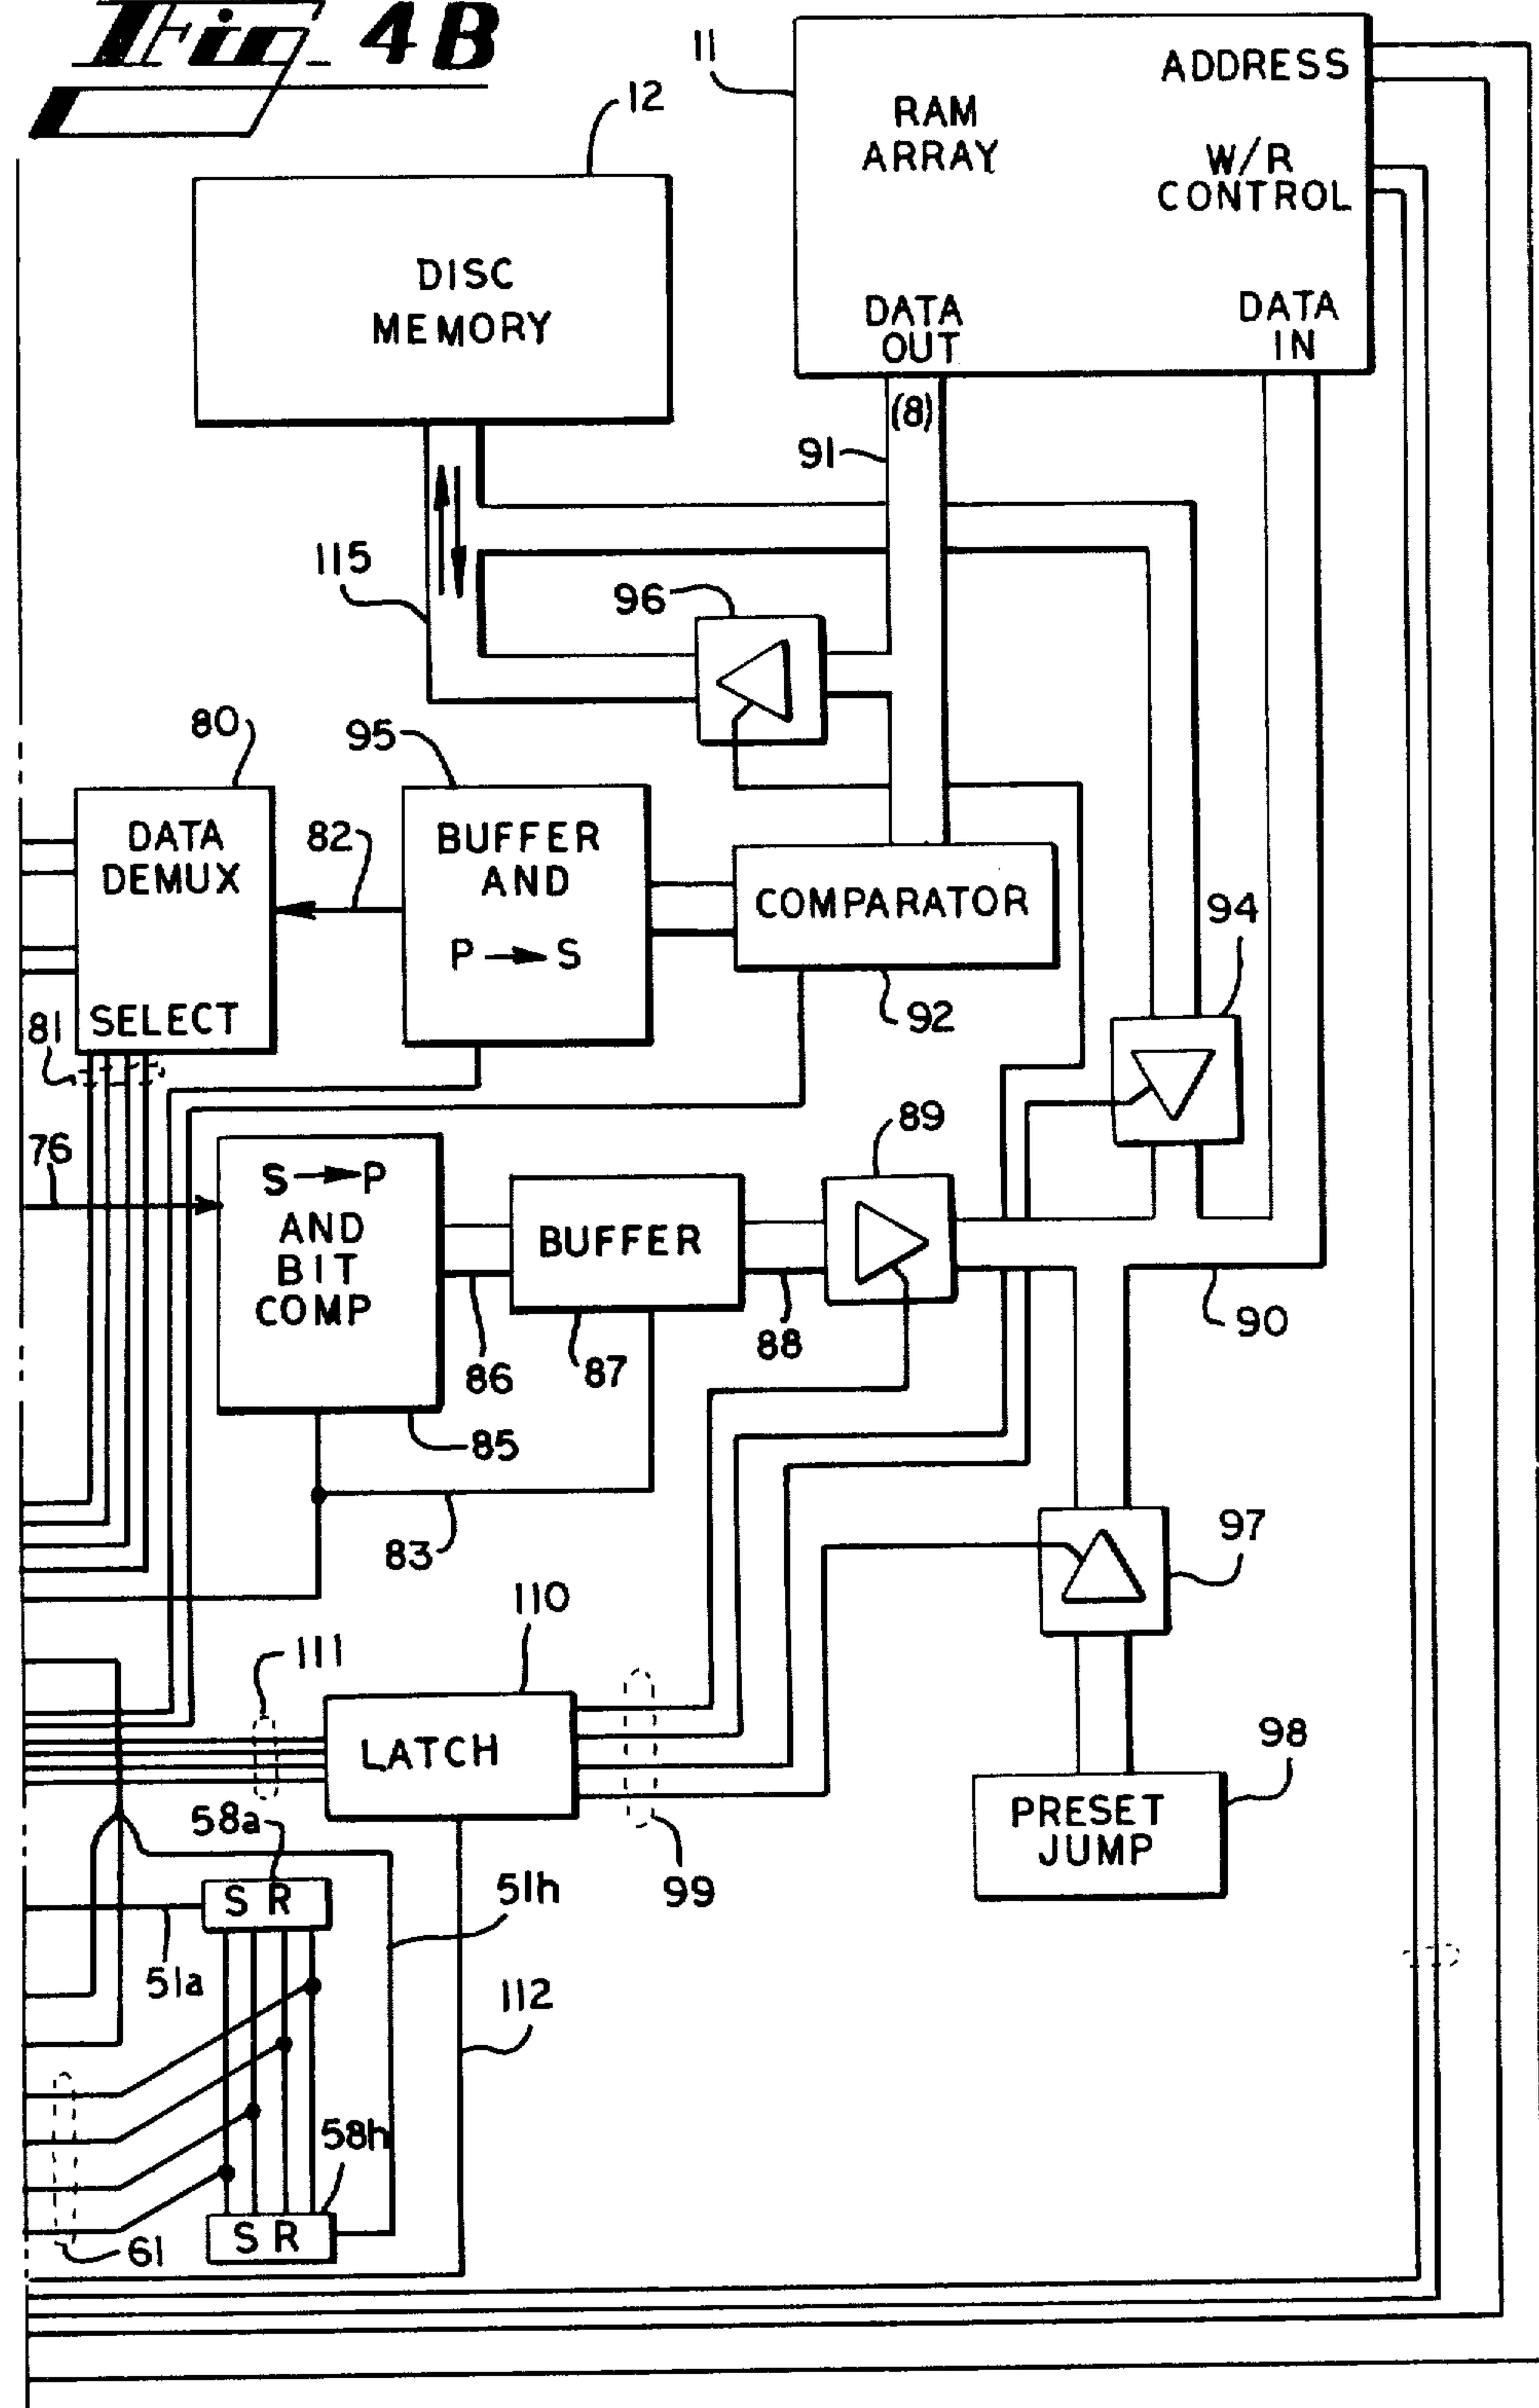 Fig. 4B
11
ADDRESS
RAM
ARRAY
W/R
CONTROL
DATA
OUT
DATA
IN
12
DISC
MEMORY
(8)
91
115
96
80
95
DATA
DEMUX
SELECT
82
BUFFER
AND
P → S
COMPARATOR
94
81
92
76
S → P
AND
BIT
COMP
BUFFER
89
86
87
88
90
85
83
97
110
111
LATCH
98
PRESET
JUMP
99
58a
SR
51h
51a
112
58h
SR
61